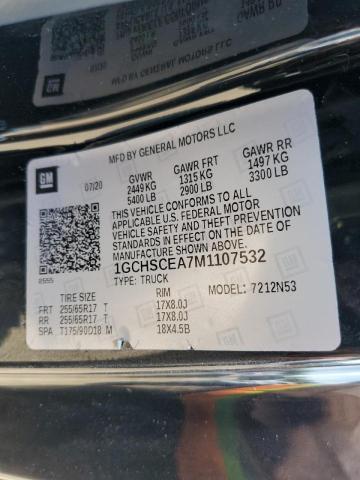 MFD BY GENERAL MOTORS LLC
GM
07/20
GVWR GAWR FRT GAWR RR
2449 KG 1315 KG 1497 KG
5400 LB 2900 LB 3300 LB
THIS VEHICLE CONFORMS TO ALL
APPLICABLE U.S. FEDERAL MOTOR
VEHICLE SAFETY STANDARDS IN
EFFECT ON THE DATE OF
MANUFACTURE SHOWN ABOVE.
1GCHSCEA7M1107532
TYPE: TRUCK
MODEL: 7212N53
TIRE SIZE RIM
FRT 255/65R17 T 17X8.0J
RR 255/65R17 T 17X8.0J
SPA T175/90D18 M 18X4.5B